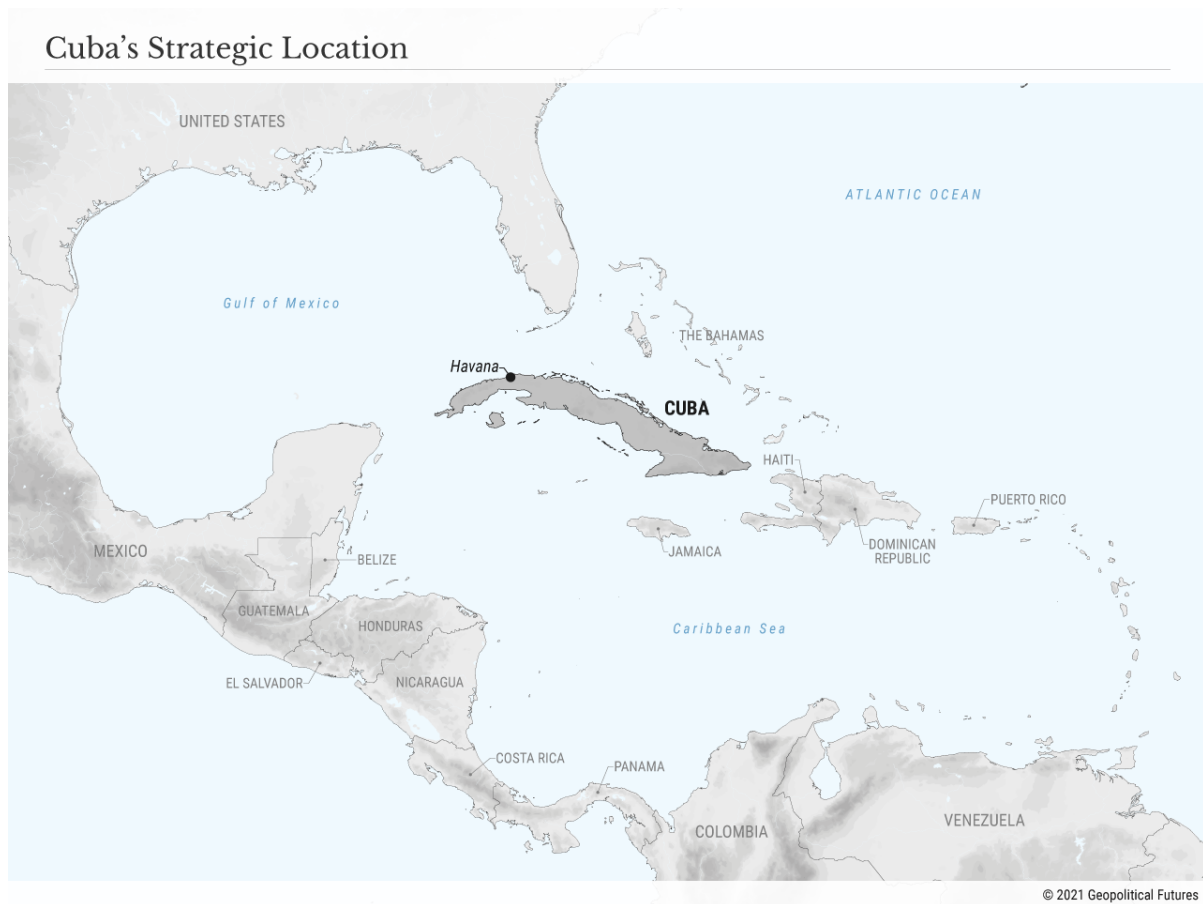 Cuba's Strategic Location
UNITED STATES
ATLANTIC OCEAN
Gulf of Mexico
THE BAHAMAS
Havana
CUBA
HAITI
PUERTO RICO
MEXICO
JAMAICA
DOMINICAN
REPUBLIC
BELIZE
GUATEMALA
HONDURAS
Caribbean Sea
EL SALVADOR
NICARAGUA
COSTA RICA
PANAMA
COLOMBIA
VENEZUELA
© 2021 Geopolitical Futures